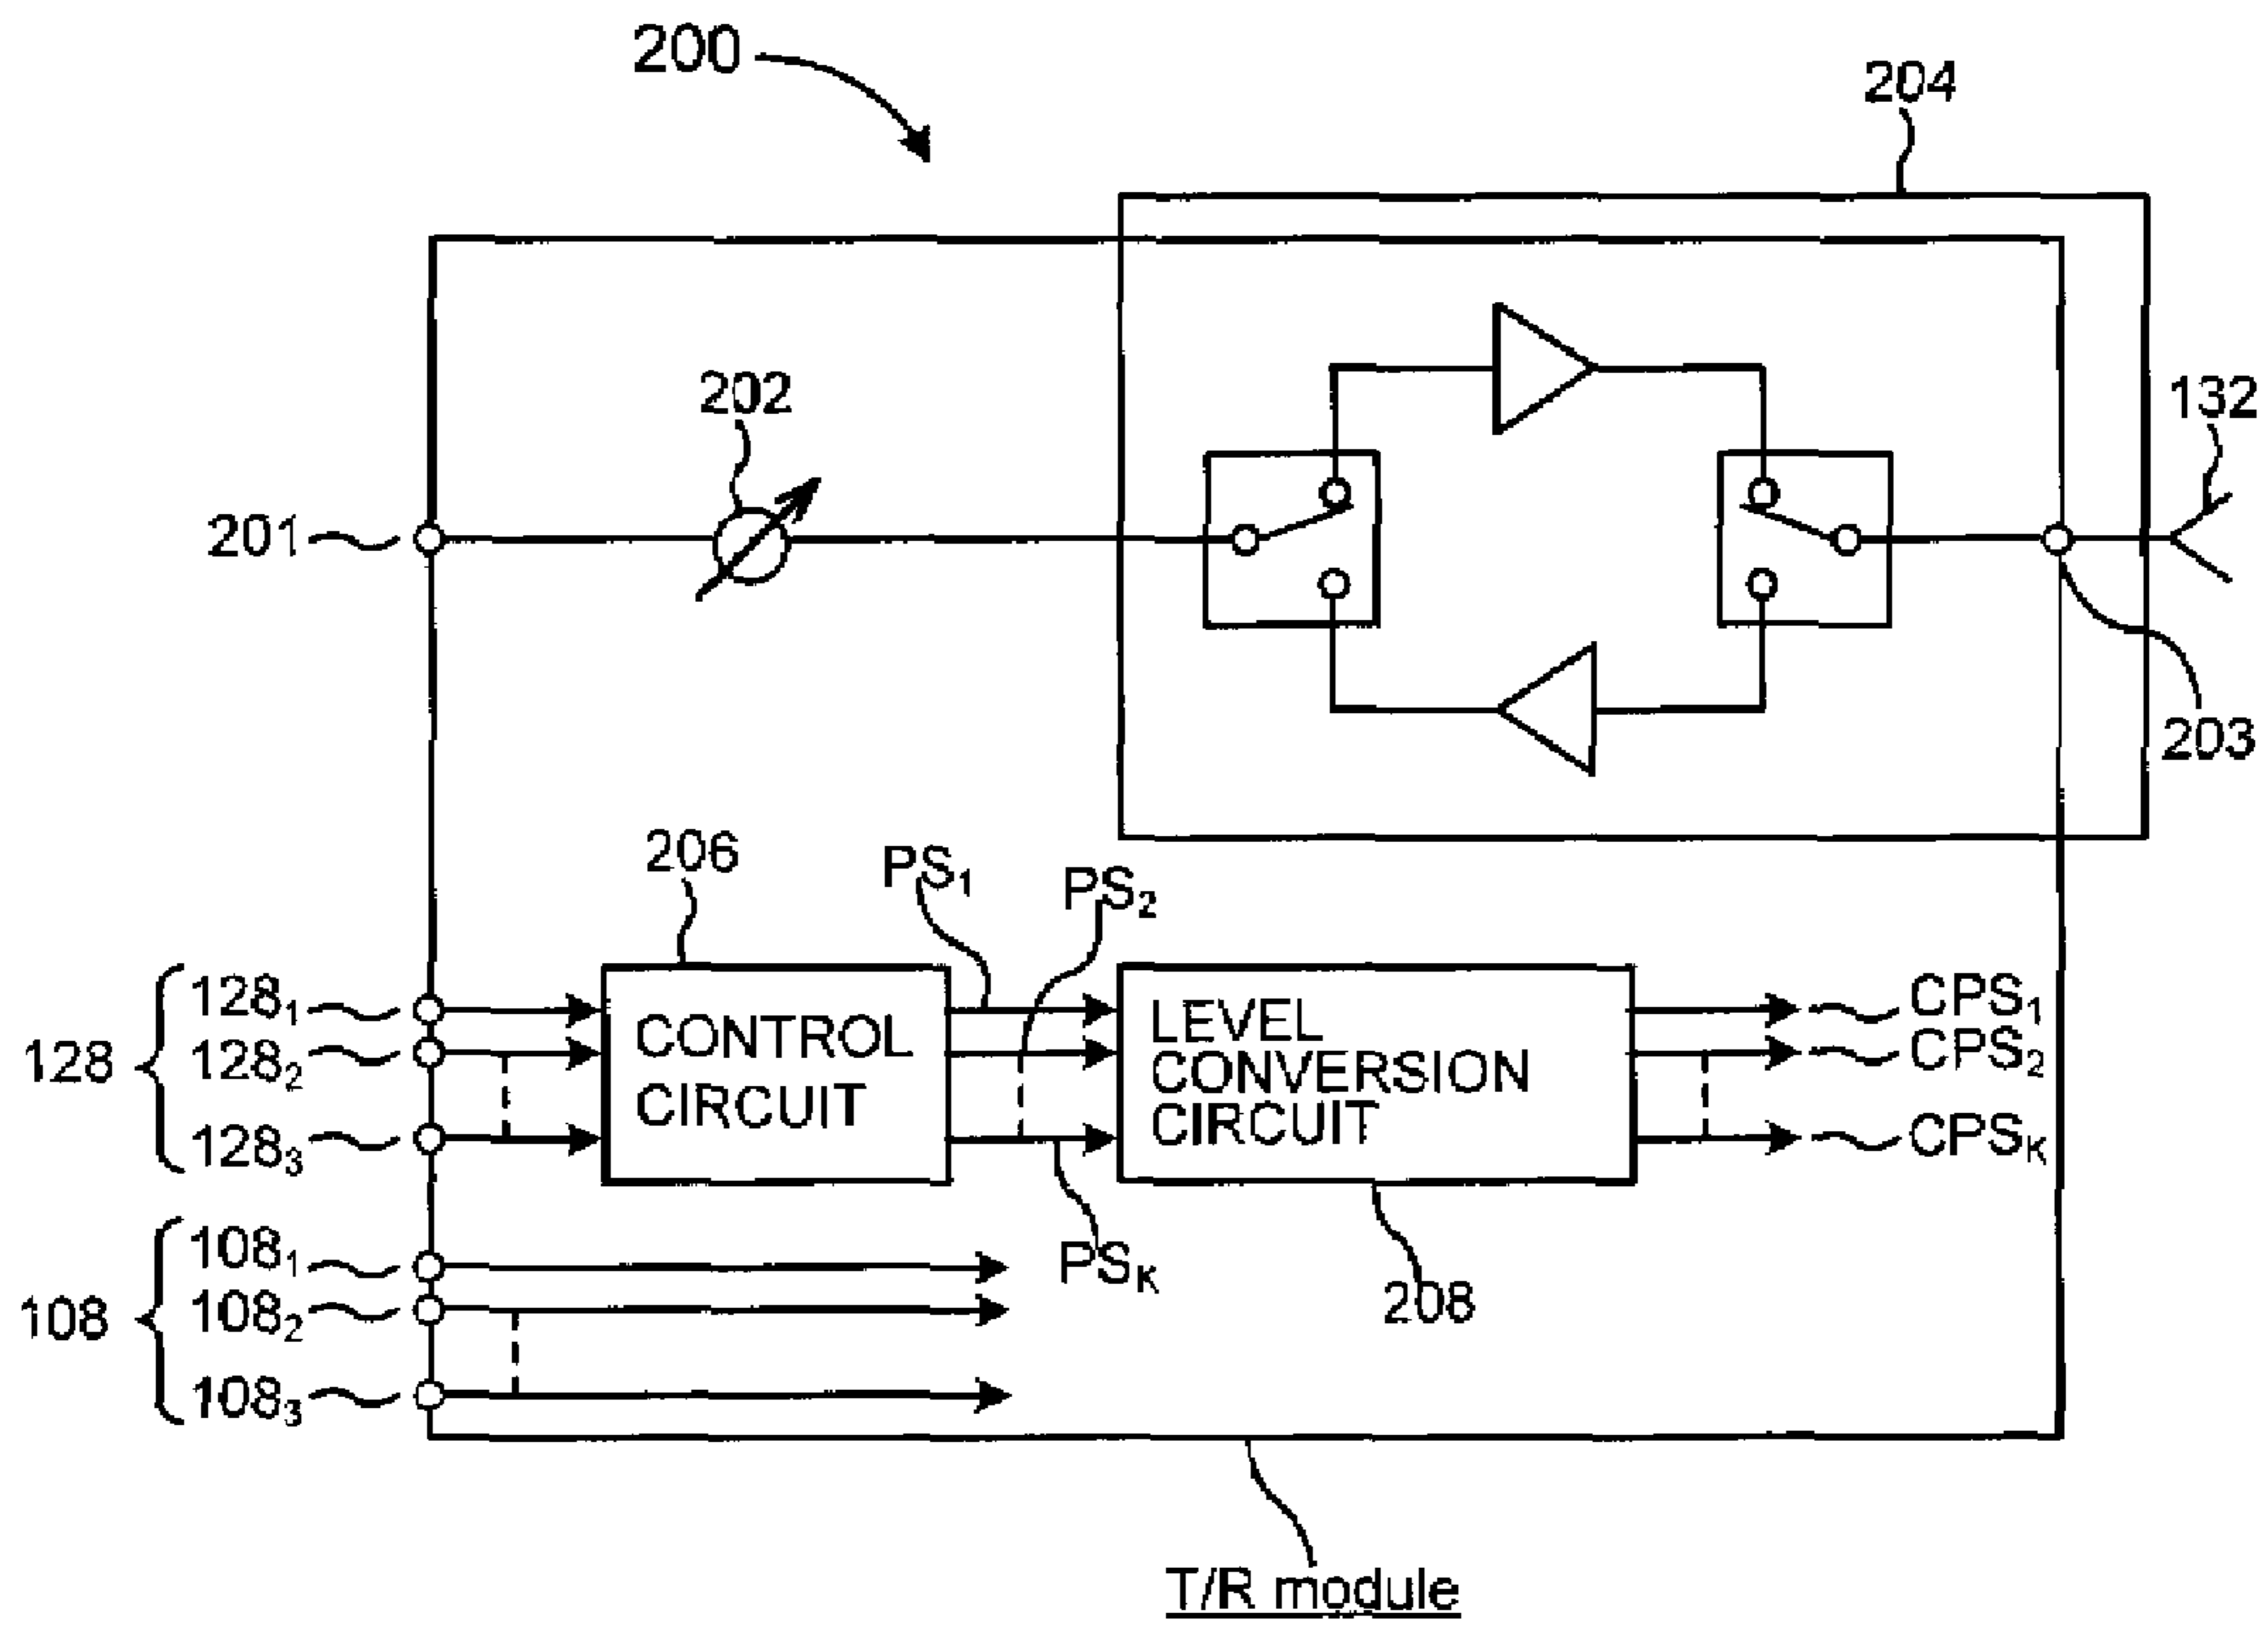 200
204
202
132
201
203
206
PS1
PS2
128
1281
1282
1283
CONTROL
CIRCUIT
LEVEL
CONVERSION
CIRCUIT
CPS1
CPS2
CPSK
PSK
208
108
1081
1082
1083
T/R module